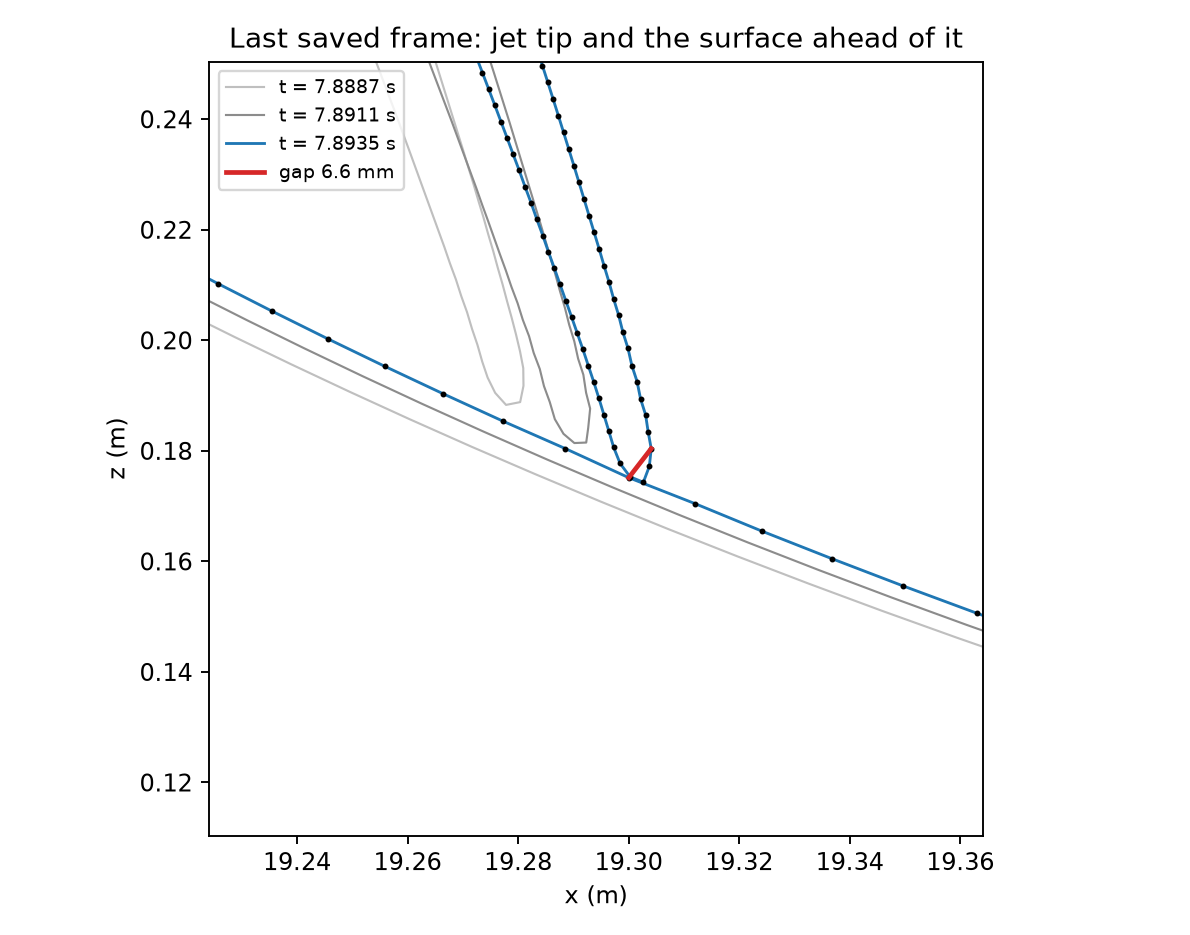 Last saved frame: jet tip and the surface ahead of it
t = 7.8887 s
t = 7.8911 s
t = 7.8935 s
gap 6.6 mm
0.24
0.22
0.20
0.18
0.16
0.14
0.12
z (m)
19.24 19.26 19.28 19.30 19.32 19.34 19.36
x (m)